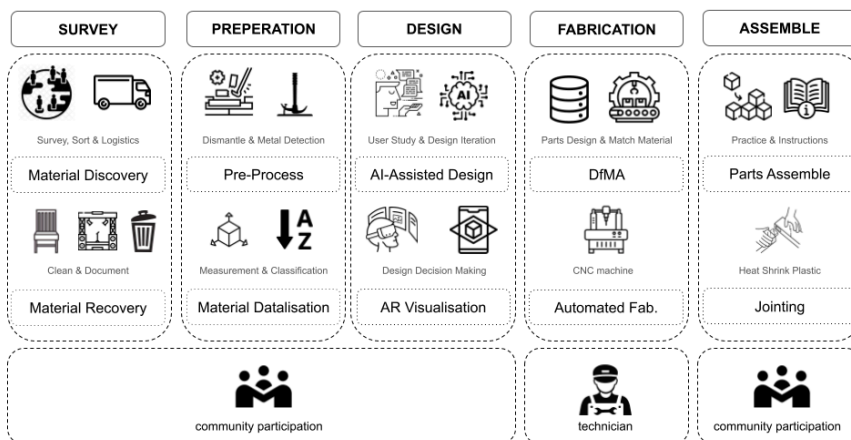 SURVEY
PREPERATION
DESIGN
FABRICATION
ASSEMBLE
Survey, Sort & Logistics
Dismantle & Metal Detection
User Study & Design Iteration
Parts Design & Match Material
Practice & Instructions
Material Discovery
Pre-Process
AI-Assisted Design
DfMA
Parts Assemble
AI
A
Z
Clean & Document
Measurement & Classification
Design Decision Making
CNC machine
Heat Shrink Plastic
Material Recovery
Material Datalisation
AR Visualisation
Automated Fab.
Jointing
community participation
technician
community participation